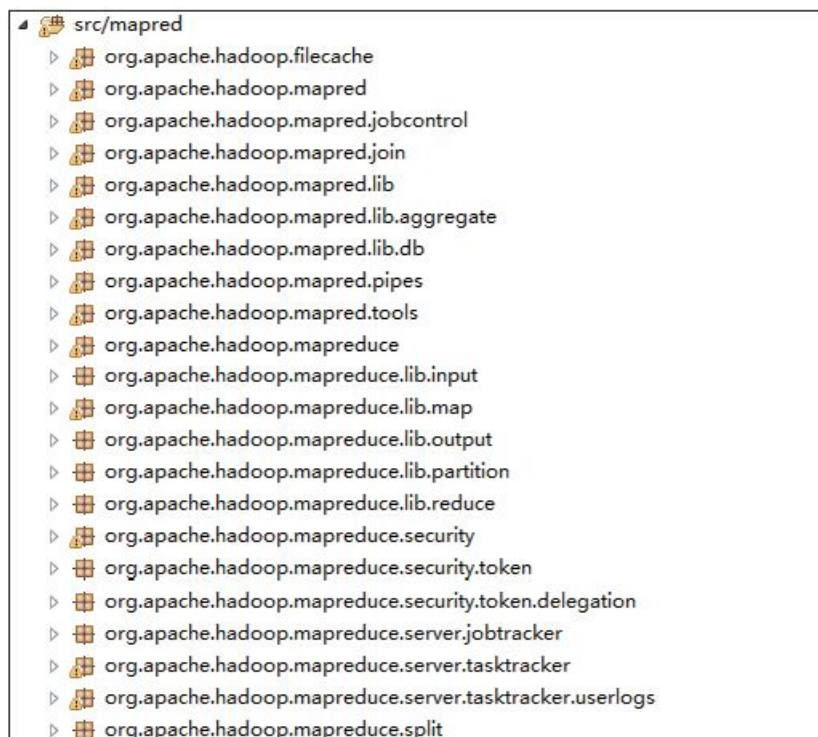 src/mapred
org.apache.hadoop.filecache
org.apache.hadoop.mapred
org.apache.hadoop.mapred.jobcontrol
org.apache.hadoop.mapred.join
org.apache.hadoop.mapred.lib
org.apache.hadoop.mapred.lib.aggregate
org.apache.hadoop.mapred.lib.db
org.apache.hadoop.mapred.pipes
org.apache.hadoop.mapred.tools
org.apache.hadoop.mapreduce
org.apache.hadoop.mapreduce.lib.input
org.apache.hadoop.mapreduce.lib.map
org.apache.hadoop.mapreduce.lib.output
org.apache.hadoop.mapreduce.lib.partition
org.apache.hadoop.mapreduce.lib.reduce
org.apache.hadoop.mapreduce.security
org.apache.hadoop.mapreduce.security.token
org.apache.hadoop.mapreduce.security.token.delegation
org.apache.hadoop.mapreduce.server.jobtracker
org.apache.hadoop.mapreduce.server.tasktracker
org.apache.hadoop.mapreduce.server.tasktracker.userlogs
org.apache.hadoop.mapreduce.split